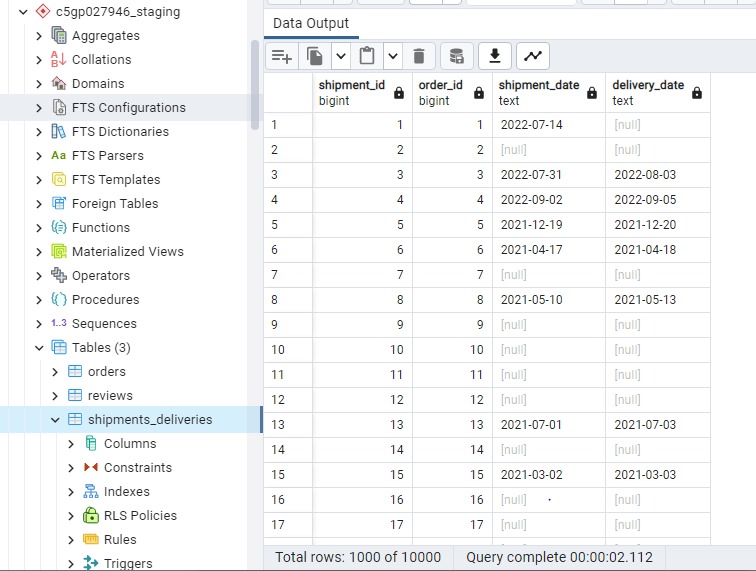 c5gp027946_staging
Aggregates
Collations
Domains
FTS Configurations
FTS Dictionaries
Aa FTS Parsers
FTS Templates
Foreign Tables
Functions
Materialized Views
Operators
Procedures
1..3 Sequences
Tables (3)
orders
reviews
shipments_deliveries
Columns
Constraints
Indexes
RLS Policies
Rules
Triggers
Data Output
shipment_id order_id shipment_date delivery_date
bigint bigint text text
1 1 1 2022-07-14 [null]
2 2 2 [null] [null]
3 3 3 2022-07-31 2022-08-03
4 4 4 2022-09-02 2022-09-05
5 5 5 2021-12-19 2021-12-20
6 6 6 2021-04-17 2021-04-18
7 7 7 [null] [null]
8 8 8 2021-05-10 2021-05-13
9 9 9 [null] [null]
10 10 10 [null] [null]
11 11 11 [null] [null]
12 12 12 [null] [null]
13 13 13 2021-07-01 2021-07-03
14 14 14 [null] [null]
15 15 15 2021-03-02 2021-03-03
16 16 16 [null] [null]
17 17 17 [null] [null]
Total rows: 1000 of 10000 Query complete 00:00:02.112